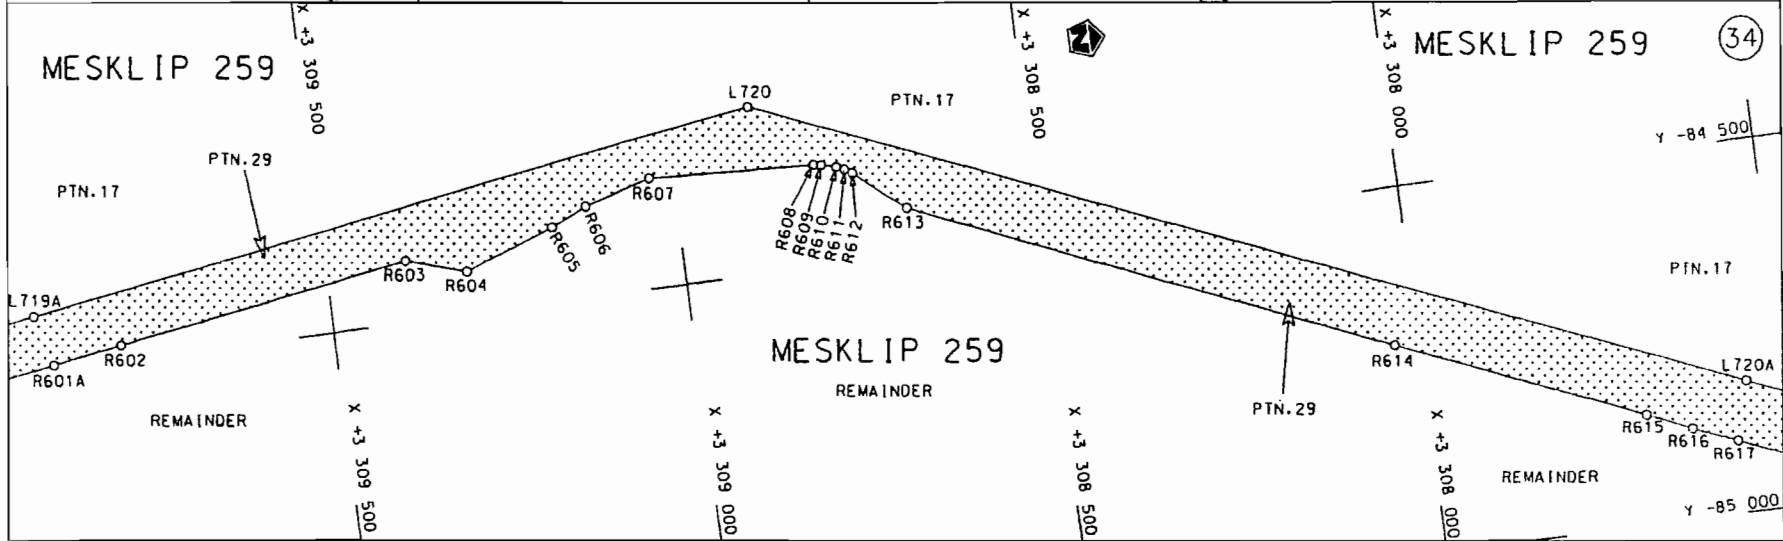 MESKLIP 259
X +3 309 500
X +3 308 500
X +3 308 000
MESKLIP 259
34
N
L720
PTN.17
Y -84 500
PTN.29
PTN.17
R607
R608
R609
R610
R611
R612
R613
R606
R605
R603
R604
PTN.17
L719A
R602
R601A
MESKLIP 259
REMAINDER
R614
L720A
PTN.29
R615
R616
R617
REMAINDER
X +3 309 500
X +3 309 000
X +3 308 500
X +3 308 000
REMAINDER
Y -85 000